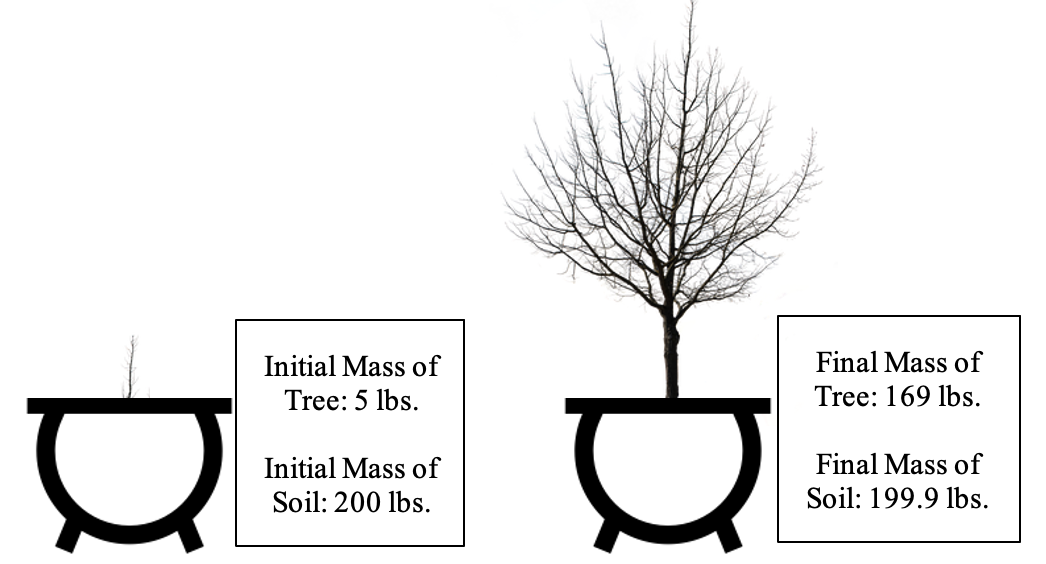 Initial Mass of
Tree: 5 lbs.
Initial Mass of
Soil: 200 lbs.
Final Mass of
Tree: 169 lbs.
Final Mass of
Soil: 199.9 lbs.